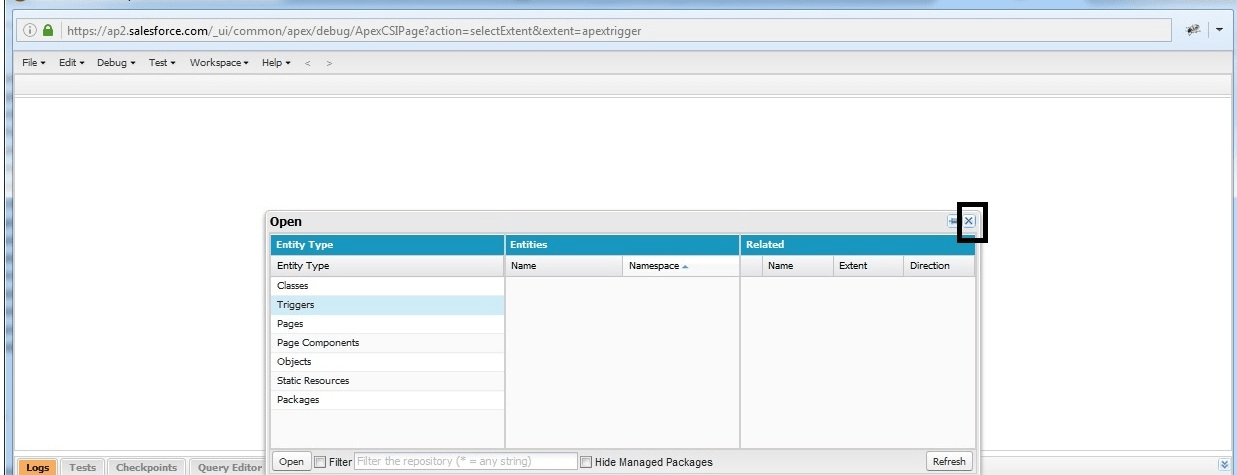 https://ap2.salesforce.com/_ui/common/apex/debug/ApexCSIPage?action=selectExtent&extent=apextrigger
File Edit Debug Test Workspace Help < >
Open
Entity Type Entities Related
Entity Type Name Namespace Name Extent Direction
Classes
Triggers
Pages
Page Components
Objects
Static Resources
Packages
Open Filter Filter the repository (* = any string) Hide Managed Packages Refresh
Logs Tests Checkpoints Query Editor